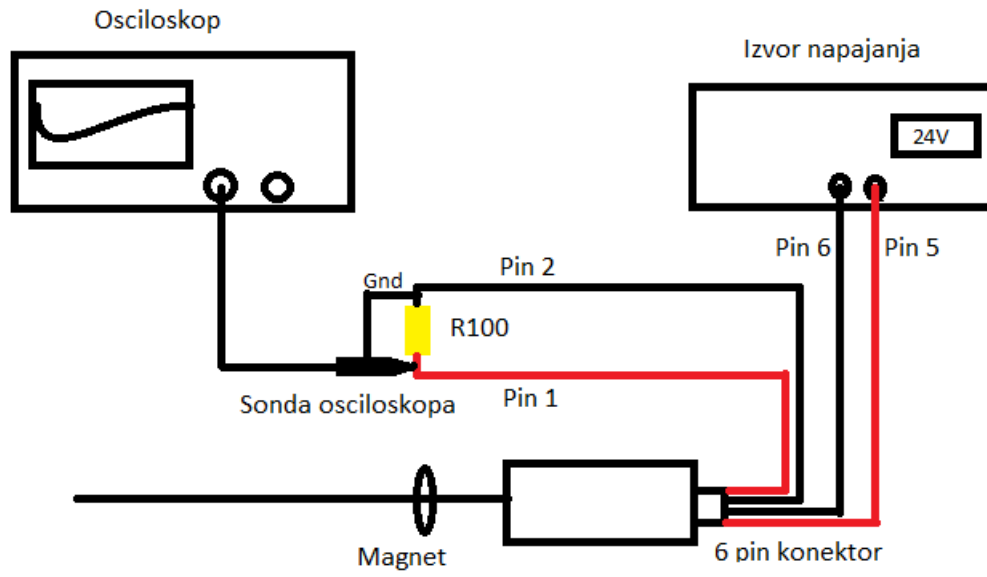 Osciloskop
Izvor napajanja
24V
Pin 6
Pin 5
Pin 2
Gnd
R100
Sonda osciloskopa
Pin 1
Magnet
6 pin konektor